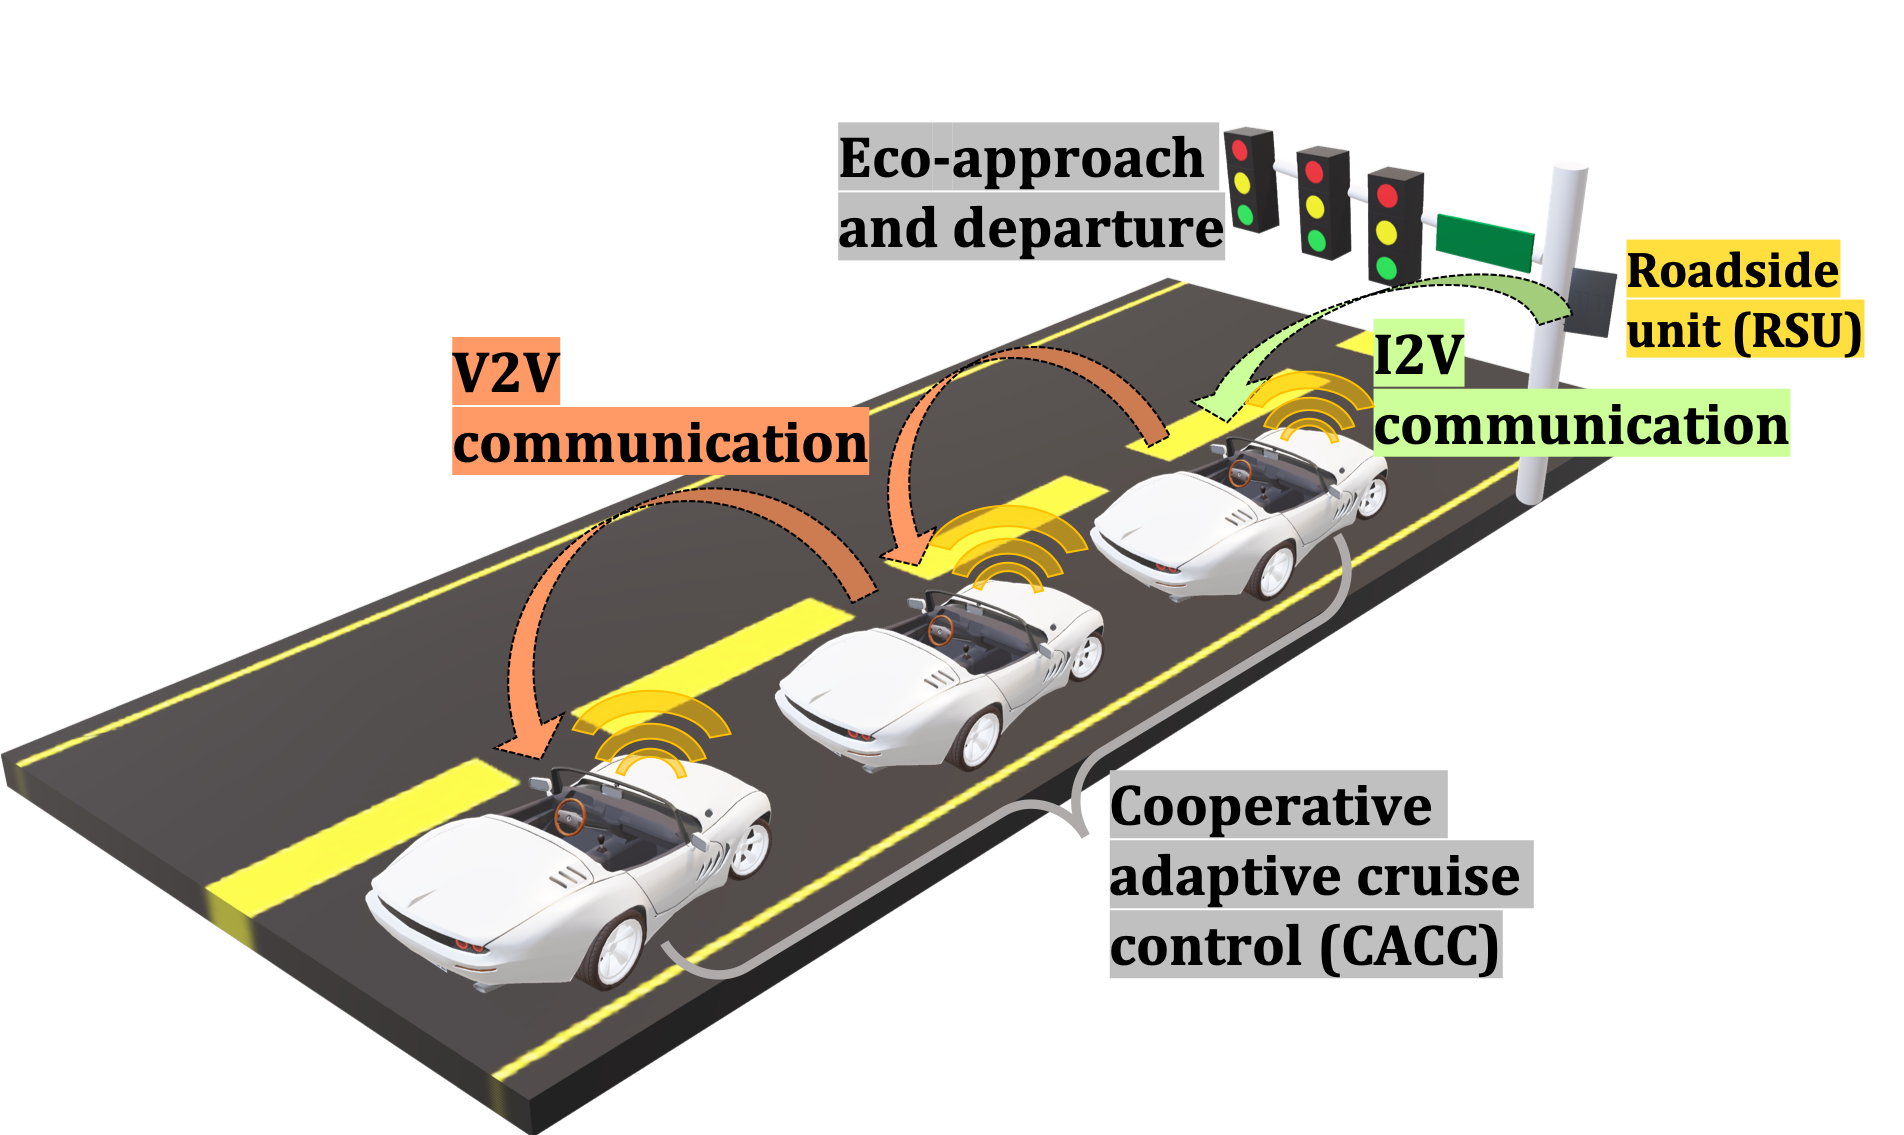 Eco-approach
and departure
Roadside
unit (RSU)
I2V
communication
V2V
communication
Cooperative
adaptive cruise
control (CACC)